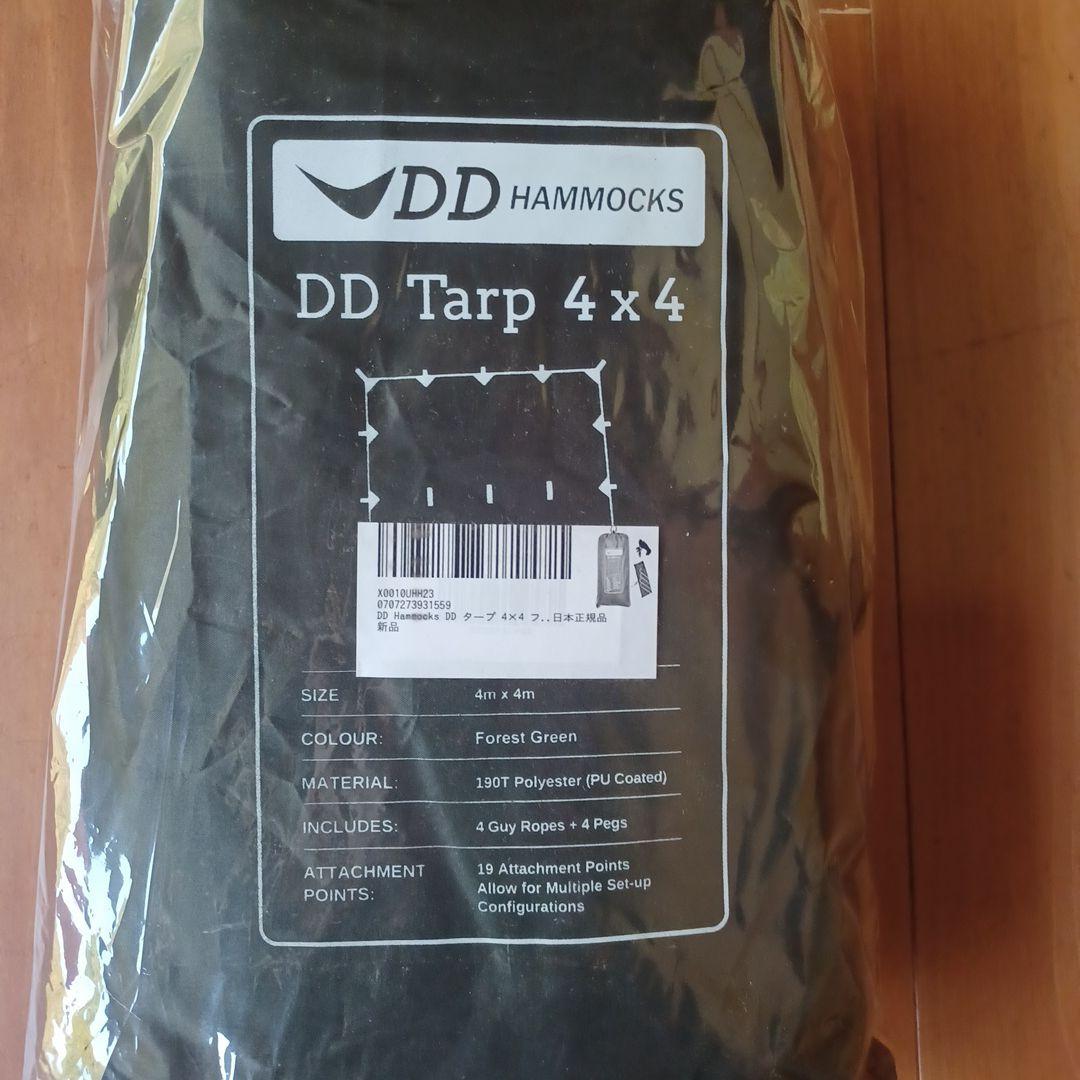 DD HAMMOCKS
DD Tarp 4 x 4
X0010UHH23
0707273931559
DD Hammocks DD タープ 4×4 フ..日本正規品
新品
SIZE 4m x 4m
COLOUR: Forest Green
MATERIAL: 190T Polyester (PU Coated)
INCLUDES: 4 Guy Ropes + 4 Pegs
ATTACHMENT POINTS: 19 Attachment Points
Allow for Multiple Set-up
Configurations